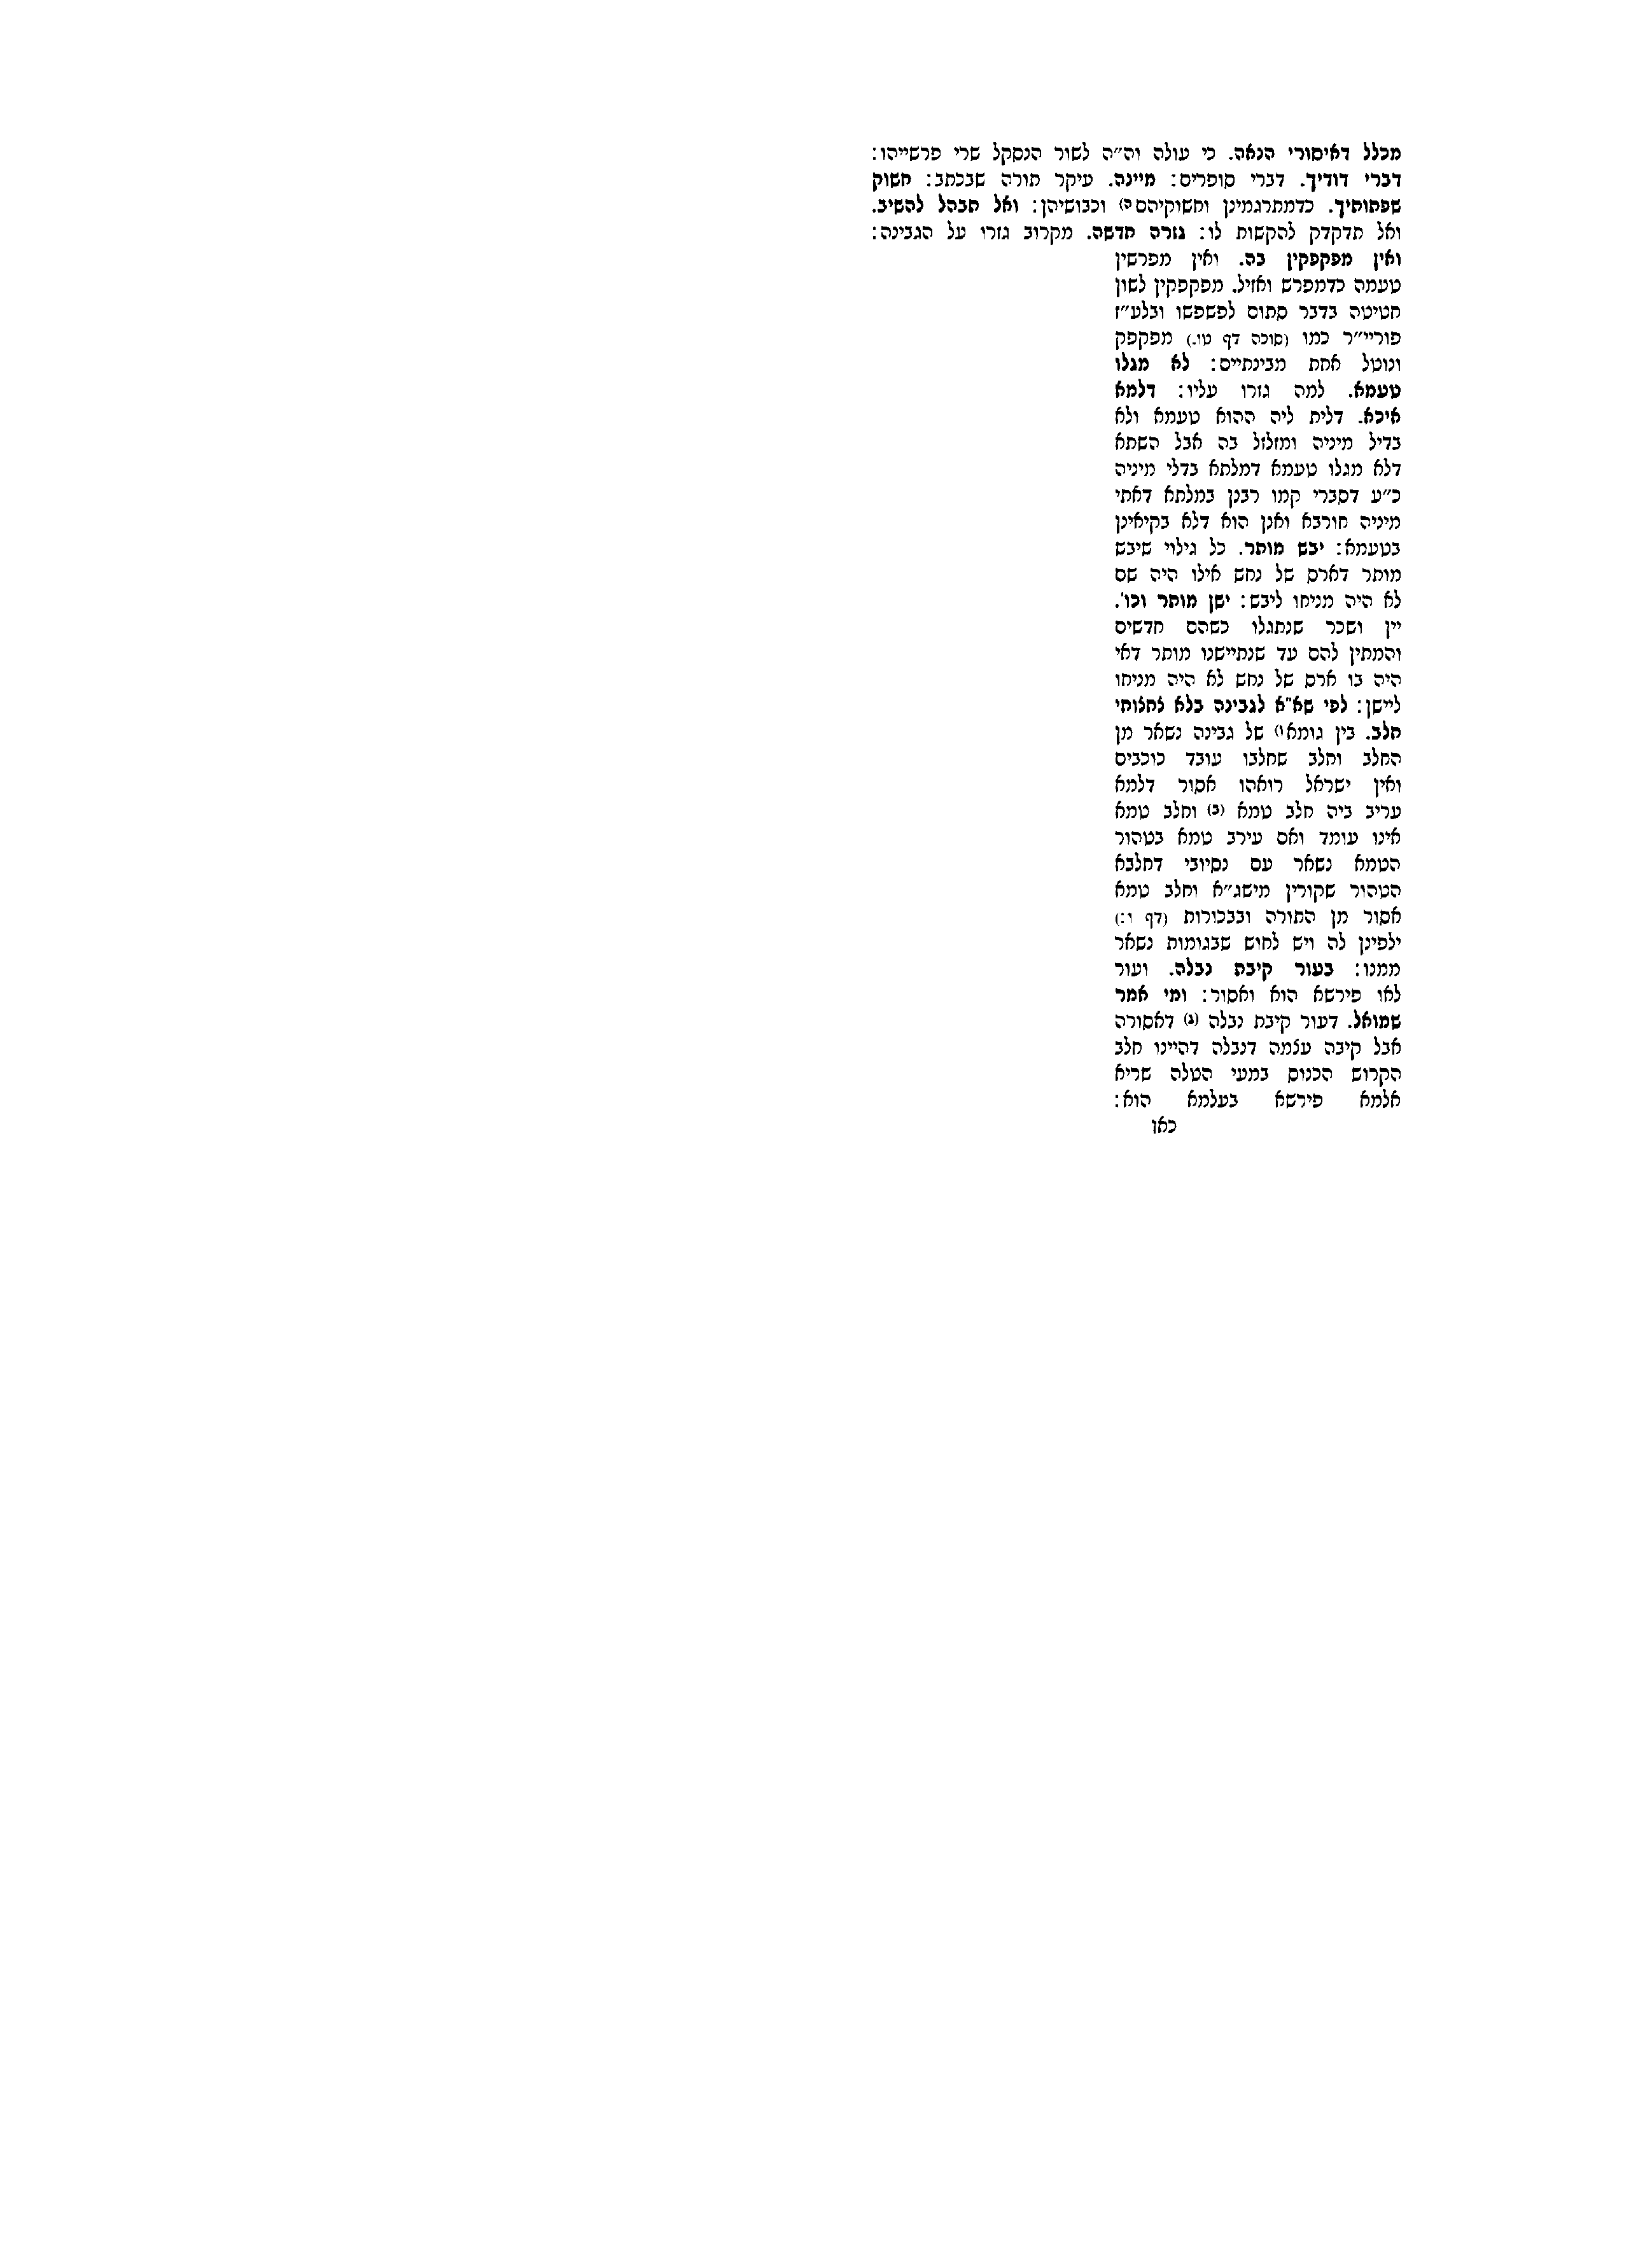 מכלל דאיסורי הנאה. כי עולה וה״ה לשור הנסקל שרי פרשייהו:
דברי דודיך. דברי סופרים: מיינה. עיקר תורה שבכתב: חשוק
שפתותיך. כדמתרגמינן וחשוקיהם ה) וכבושיהן: ואל תבהל להשיב.
ואל תדקדק להקשות לו: גזרה חדשה. מקרוב גזרו על הגבינה:
ואין מפקפקין בה. ואין מפרשין
טעמה כדמפרש ואזיל. מפקפקין לשון
חטיטה בדבר סתום לפשפשו ובלע״ז
פוריי״ר כמו (סוכה דף טו.) מפקפק
ונוטל אחת מבינתיים: לא מגלו
טעמא. למה גזרו עליו: דלמא
איכא. דלית ליה ההוא טעמא ולא
בדיל מיניה ומזלזל בה אבל השתא
דלא מגלו טעמא דמלתא בדלי מיניה
כ״ע דסברי קמו רבנן במלתא דאתי
מיניה חורבא ואנן הוא דלא בקיאינן
בטעמא: יבש מותר. כל גילוי שיבש
מותר דארס של נחש אילו היה שם
לא היה מניחו ליבש: ישן מותר וכו'.
יין ושכר שנתגלו כשהם חדשים
והמתין להם עד שנתיישנו מותר דאי
היה בו ארס של נחש לא היה מניחו
ליישן: לפי שא"א לגבינה בלא צחצוחי
חלב. בין גומא ו) של גבינה נשאר מן
החלב וחלב שחלבו עובד כוכבים
ואין ישראל רואהו אסור דלמא
עריב ביה חלב טמא (ב) וחלב טמא
אינו עומד ואם עירב טמא בטהור
הטמא נשאר עם נסיובי דחלבא
הטהור שקורין מישג״א וחלב טמא
אסור מן התורה ובבכורות (דף ו:)
ילפינן לה ויש לחוש שבגומות נשאר
ממנו: בעור קיבת נבלה. ועור
לאו פירשא הוא ואסור: ומי אמר
שמואל. דעור קיבת נבלה (ג) דאסורה
אבל קיבה עצמה דנבלה דהיינו חלב
הקרוש הכנוס במעי הטלה שריא
אלמא פירשא בעלמא הוא:
כאן